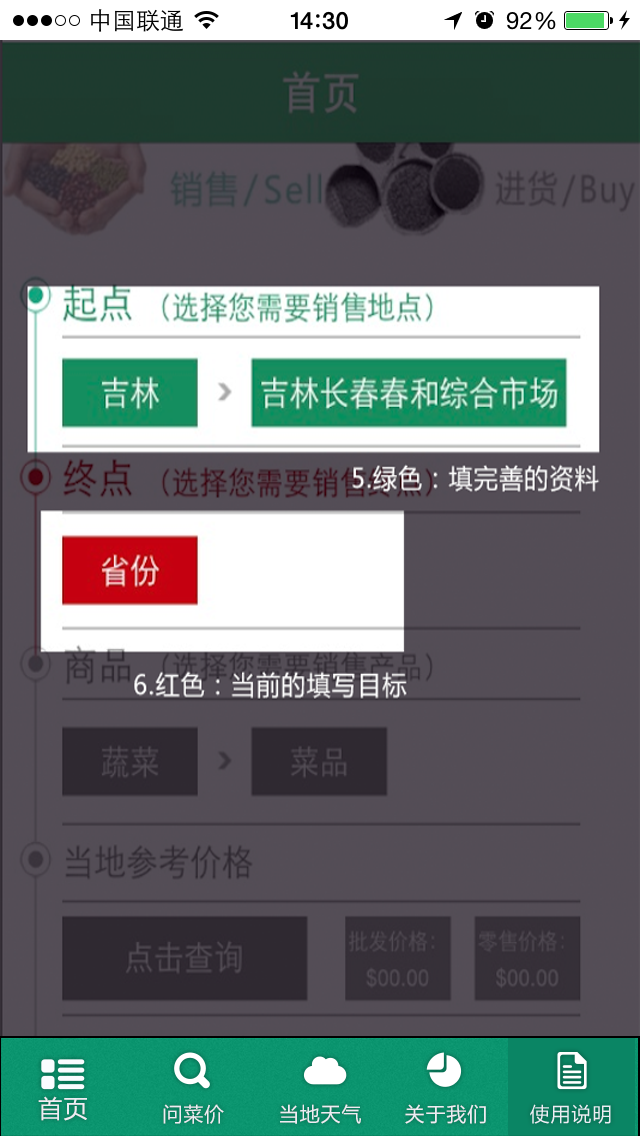 中国联通 14:30 92%
首页
销售/Sell 进货/Buy
起点 (选择您需要销售地点)
吉林 > 吉林长春春和综合市场
终点 (选择您需要销售终点)
5.绿色：填完善的资料
省份
商品 (选择您需要销售产品)
6.红色：当前的填写目标
蔬菜 > 菜品
当地参考价格
点击查询 批发价格: 零售价格:
$00.00 $00.00
首页 问菜价 当地天气 关于我们 使用说明